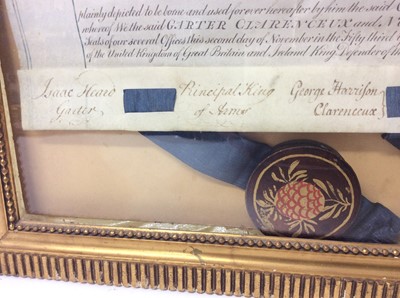 plainly depicted to be borne and used forever hereafter by him the said C
whereof We the said GARTER CLARENCEUX and
Seals of our several Offices this second day of November in the Fifty third y
of the United Kingdom of Great Britain and Ireland King Defender of the
Isaac Heard Principal King George Harrison
Garter of Arms Clarenceux